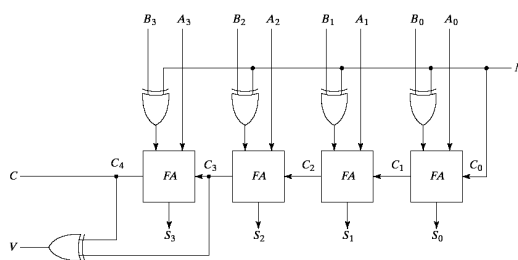 B₃ A₃ B₂ A₂ B₁ A₁ B₀ A₀
C C₄ FA C₃ FA C₂ FA C₁ FA C₀
S₃ S₂ S₁ S₀
V